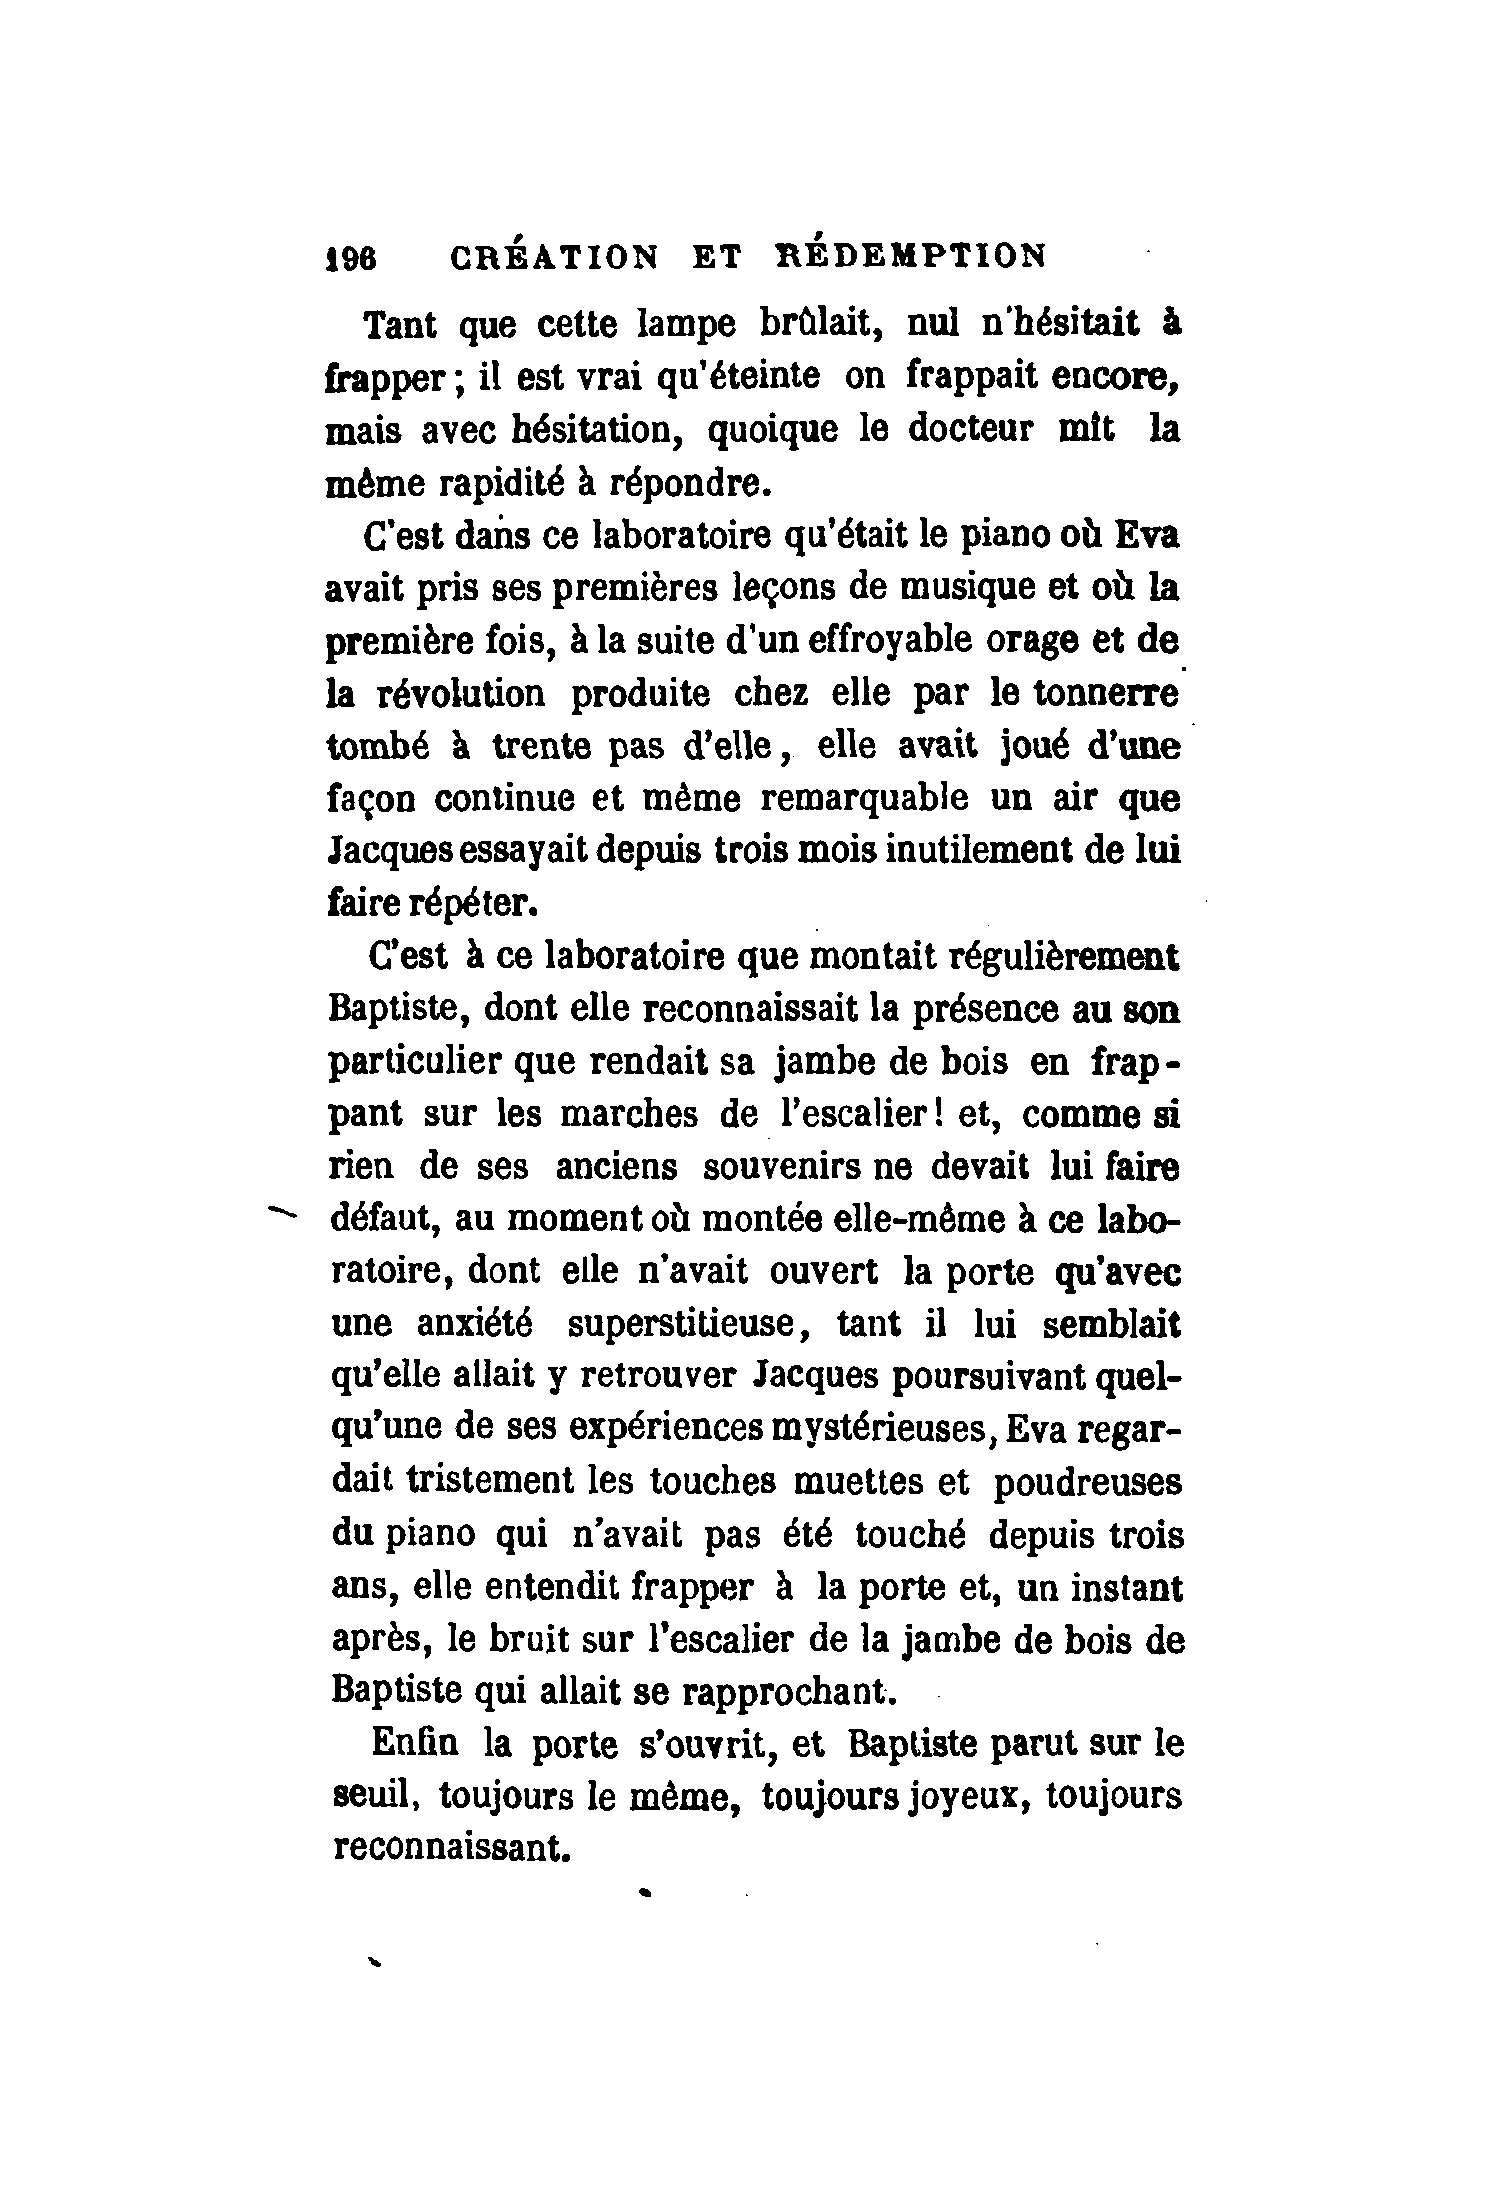 196 CRÉATION ET RÉDEMPTION
Tant que cette lampe brûlait, nul n'hésitait à
frapper ; il est vrai qu'éteinte on frappait encore,
mais avec hésitation, quoique le docteur mît la
même rapidité à répondre.
C'est dans ce laboratoire qu'était le piano où Eva
avait pris ses premières leçons de musique et où la
première fois, à la suite d'un effroyable orage et de
la révolution produite chez elle par le tonnerre
tombé à trente pas d'elle, elle avait joué d'une
façon continue et même remarquable un air que
Jacques essayait depuis trois mois inutilement de lui
faire répéter.
C'est à ce laboratoire que montait régulièrement
Baptiste, dont elle reconnaissait la présence au son
particulier que rendait sa jambe de bois en frap-
pant sur les marches de l'escalier! et, comme si
rien de ses anciens souvenirs ne devait lui faire
défaut, au moment où montée elle-même à ce labo-
ratoire, dont elle n'avait ouvert la porte qu'avec
une anxiété superstitieuse, tant il lui semblait
qu'elle allait y retrouver Jacques poursuivant quel-
qu'une de ses expériences mystérieuses, Eva regar-
dait tristement les touches muettes et poudreuses
du piano qui n'avait pas été touché depuis trois
ans, elle entendit frapper à la porte et, un instant
après, le bruit sur l'escalier de la jambe de bois de
Baptiste qui allait se rapprochant.
Enfin la porte s'ouvrit, et Baptiste parut sur le
seuil, toujours le même, toujours joyeux, toujours
reconnaissant.